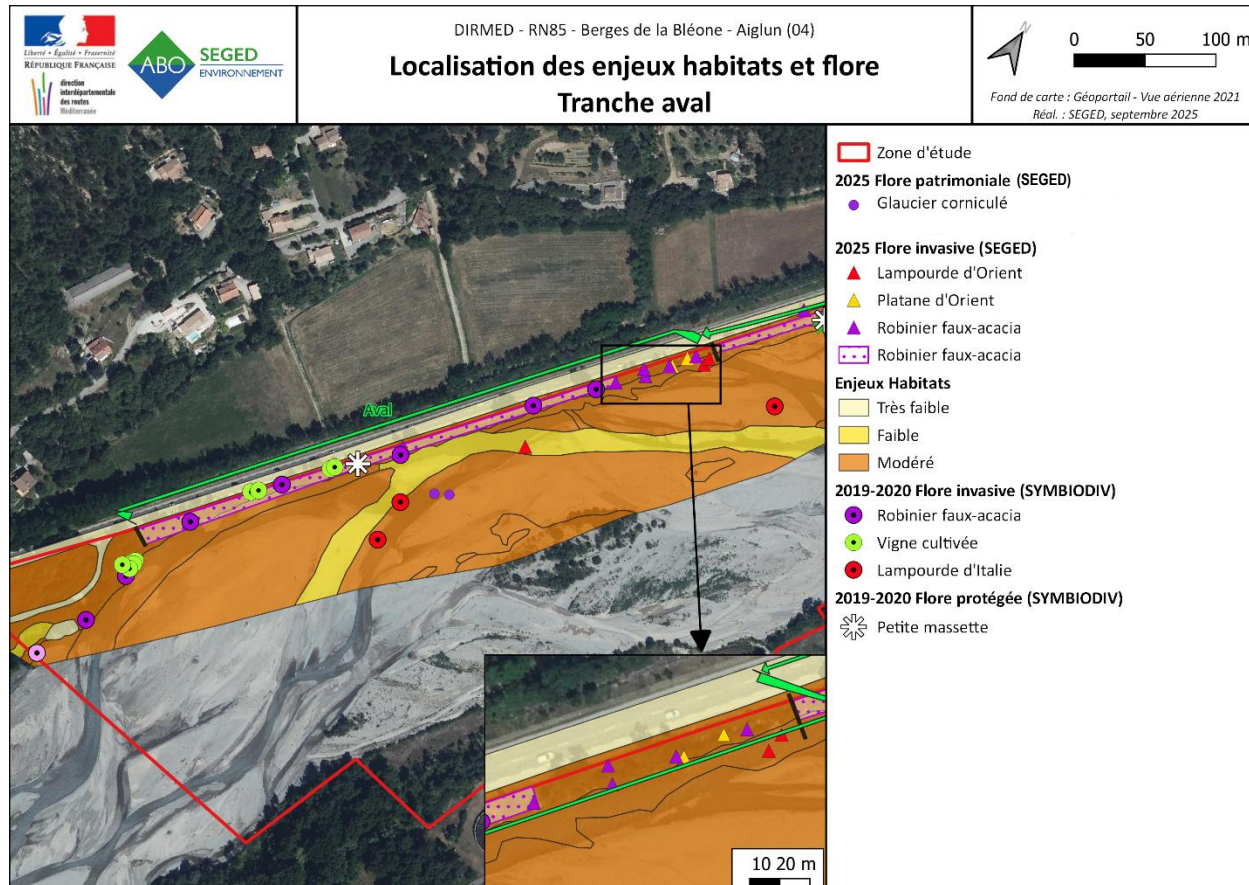 Liberté • Égalité • Fraternité
RÉPUBLIQUE FRANÇAISE
direction
interdépartementale
des routes
Méditerranée
ABO
SEGED
ENVIRONNEMENT
DIRMED - RN85 - Berges de la Bléone - Aiglun (04)
Localisation des enjeux habitats et flore
Tranche aval
N
0 50 100 m
Fond de carte : Géoportail - Vue aérienne 2021
Réal. : SEGED, septembre 2025
Aval
10 20 m
Zone d'étude
2025 Flore patrimoniale (SEGED)
Glaucier corniculé
2025 Flore invasive (SEGED)
Lampourde d'Orient
Platane d'Orient
Robinier faux-acacia
Robinier faux-acacia
Enjeux Habitats
Très faible
Faible
Modéré
2019-2020 Flore invasive (SYMBIODIV)
Robinier faux-acacia
Vigne cultivée
Lampourde d'Italie
2019-2020 Flore protégée (SYMBIODIV)
Petite massette